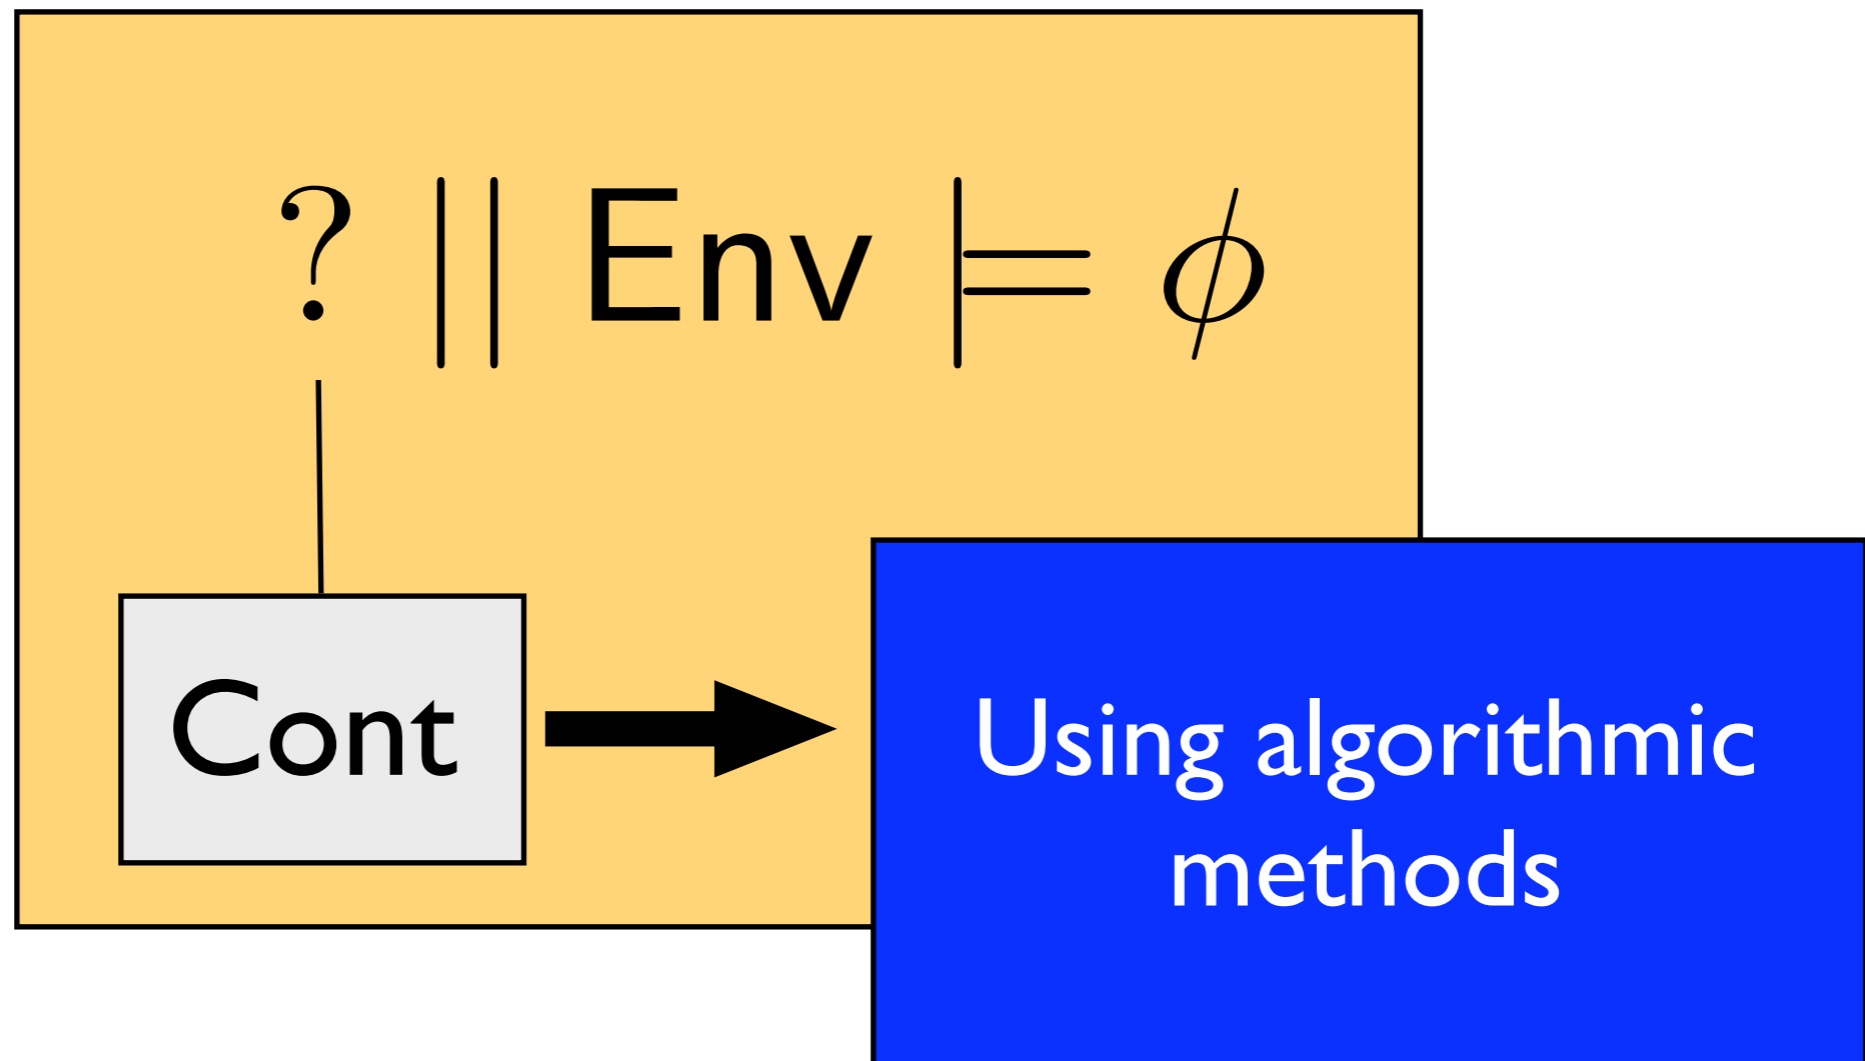 ? || Env |= ϕ
Cont
Using algorithmic
methods